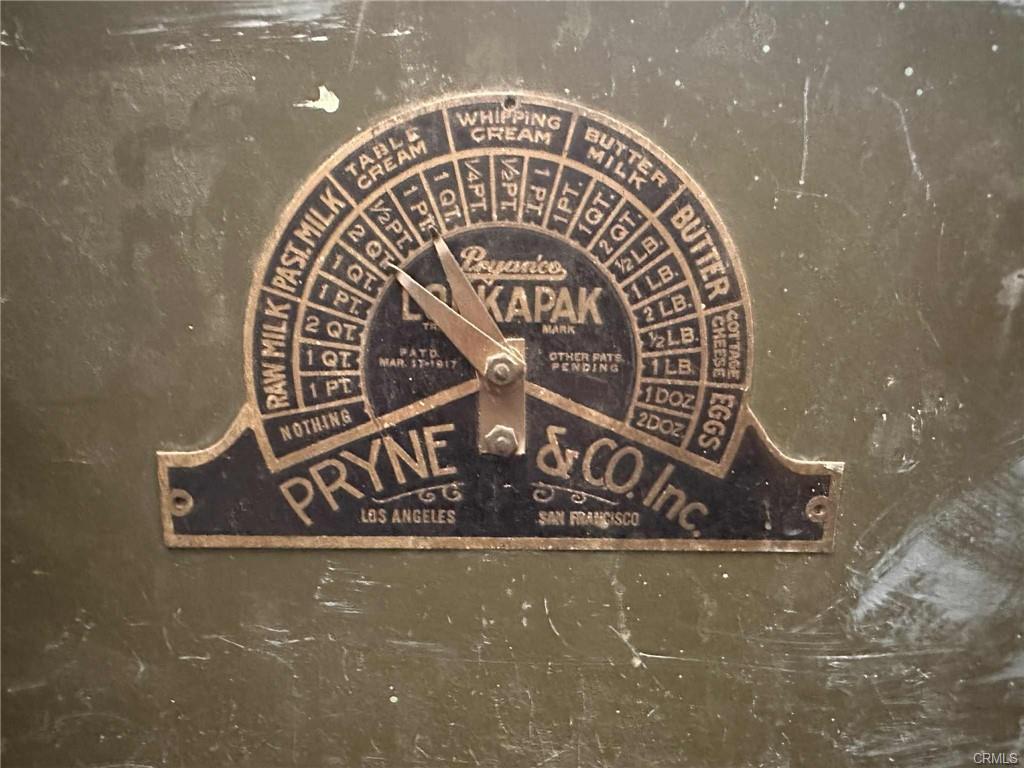 NOTHING
RAW MILK
1 PT.
1 QT.
2 QT.
PAST. MILK
1 PT.
1 QT.
2 QT.
TABLE
CREAM
½ PT.
1 PT.
1 QT.
WHIPPING
CREAM
¼ PT.
½ PT.
1 PT.
BUTTER
MILK
1 PT.
1 QT.
2 QT.
BUTTER
½ LB.
1 LB.
2 LB.
COTTAGE
CHEESE
½ LB.
1 LB.
EGGS
1 DOZ.
2 DOZ.
Pryanco
KAPAK
MARK
PAT'D.
MAR. 27-1917
OTHER PATS.
PENDING
PRYNE & CO. Inc.
LOS ANGELES SAN FRANCISCO
CRMLS